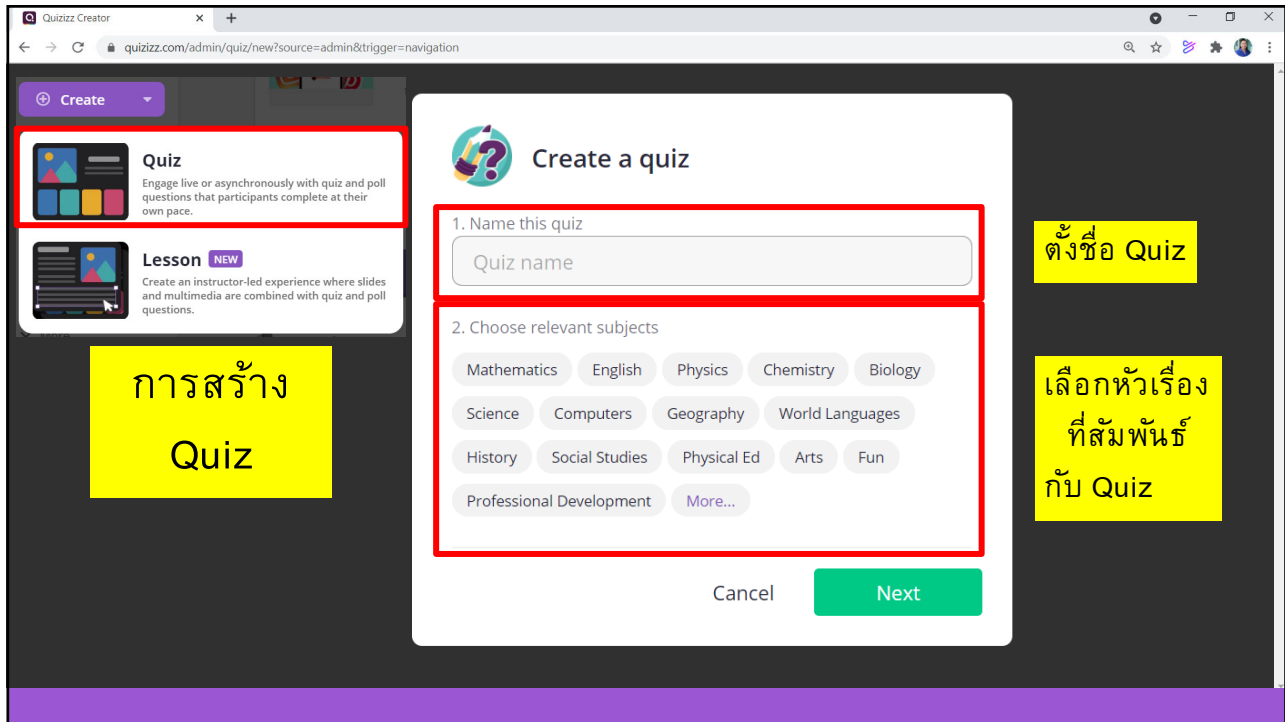 Quizizz Creator
quizizz.com/admin/quiz/new?source=admin&trigger=navigation
Create
Quiz
Engage live or asynchronously with quiz and poll
questions that participants complete at their
own pace.
Lesson NEW
Create an instructor-led experience where slides
and multimedia are combined with quiz and poll
questions.
การสร้าง
Quiz
Create a quiz
1. Name this quiz
Quiz name
2. Choose relevant subjects
Mathematics English Physics Chemistry Biology
Science Computers Geography World Languages
History Social Studies Physical Ed Arts Fun
Professional Development More...
Cancel Next
ตั้งชื่อ Quiz
เลือกหัวเรื่อง
ที่สัมพันธ์
กับ Quiz